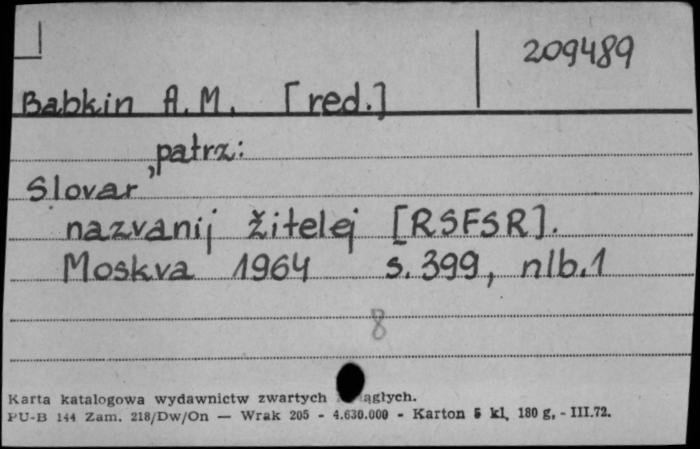 209489
Babkin A.M. [red.]
patrz:
Slovar'
nazvanij žitelej [RSFSR].
Moskva 1964 s. 399, nlb. 1
8
Karta katalogowa wydawnictw zwartych
PU-B 144 Zam. 218/Dw/On — Wrak 205 - 4.630.000 - Karton 5 kl, 180 g, - III.72.